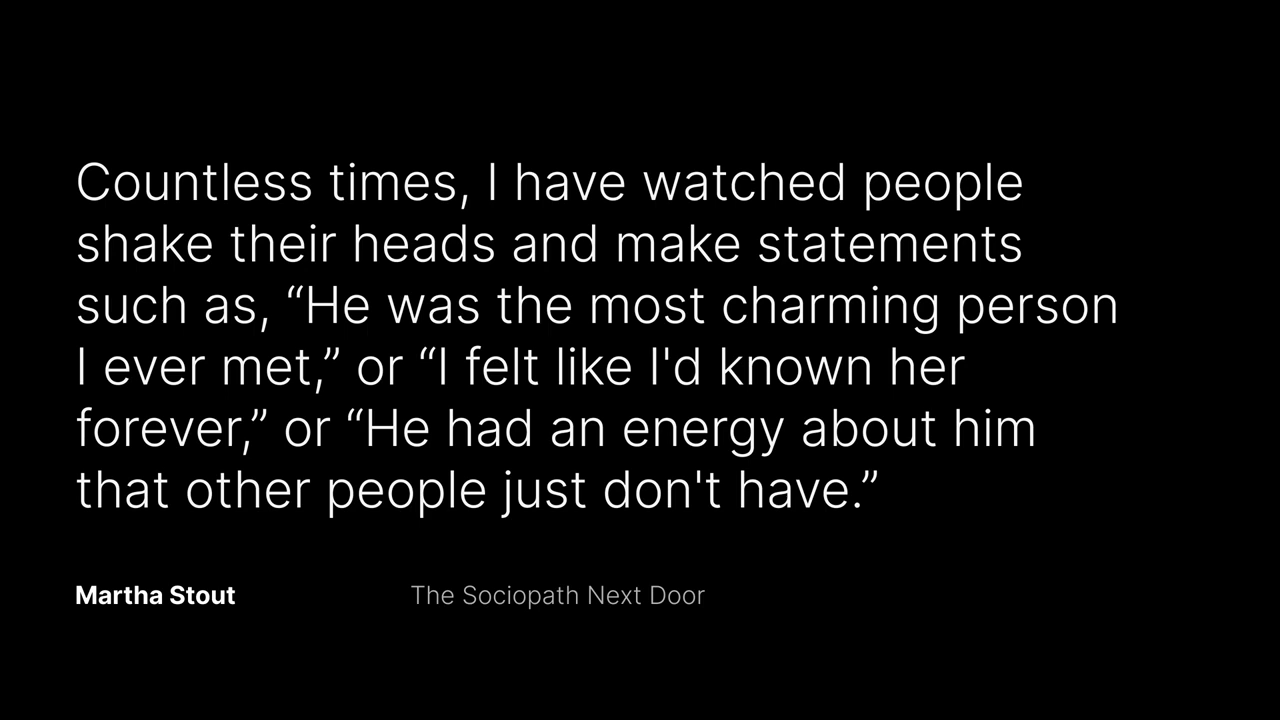 Countless times, I have watched people
shake their heads and make statements
such as, “He was the most charming person
I ever met,” or “I felt like I'd known her
forever,” or “He had an energy about him
that other people just don't have.”
Martha Stout
The Sociopath Next Door